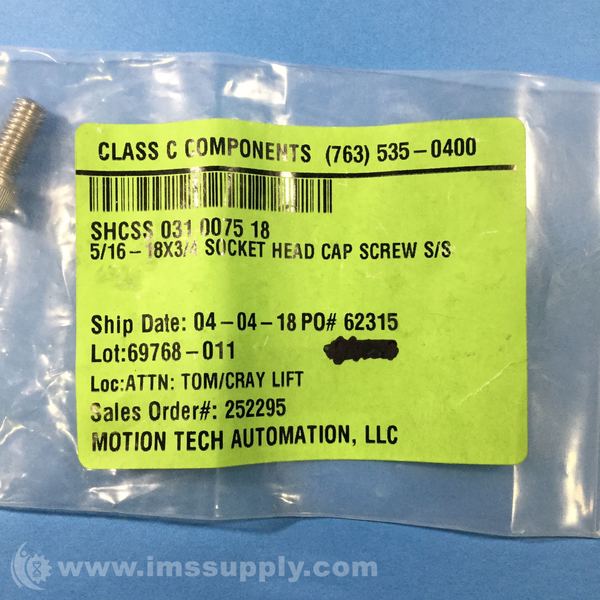 CLASS C COMPONENTS (763) 535-0400
SHCSS 031 0075 18
5/16-18X3/4 SOCKET HEAD CAP SCREW S/S
Ship Date: 04-04-18 PO# 62315
Lot:69768-011
Loc:ATTN: TOM/CRAY LIFT
Sales Order#: 252295
MOTION TECH AUTOMATION, LLC
www.imssupply.com